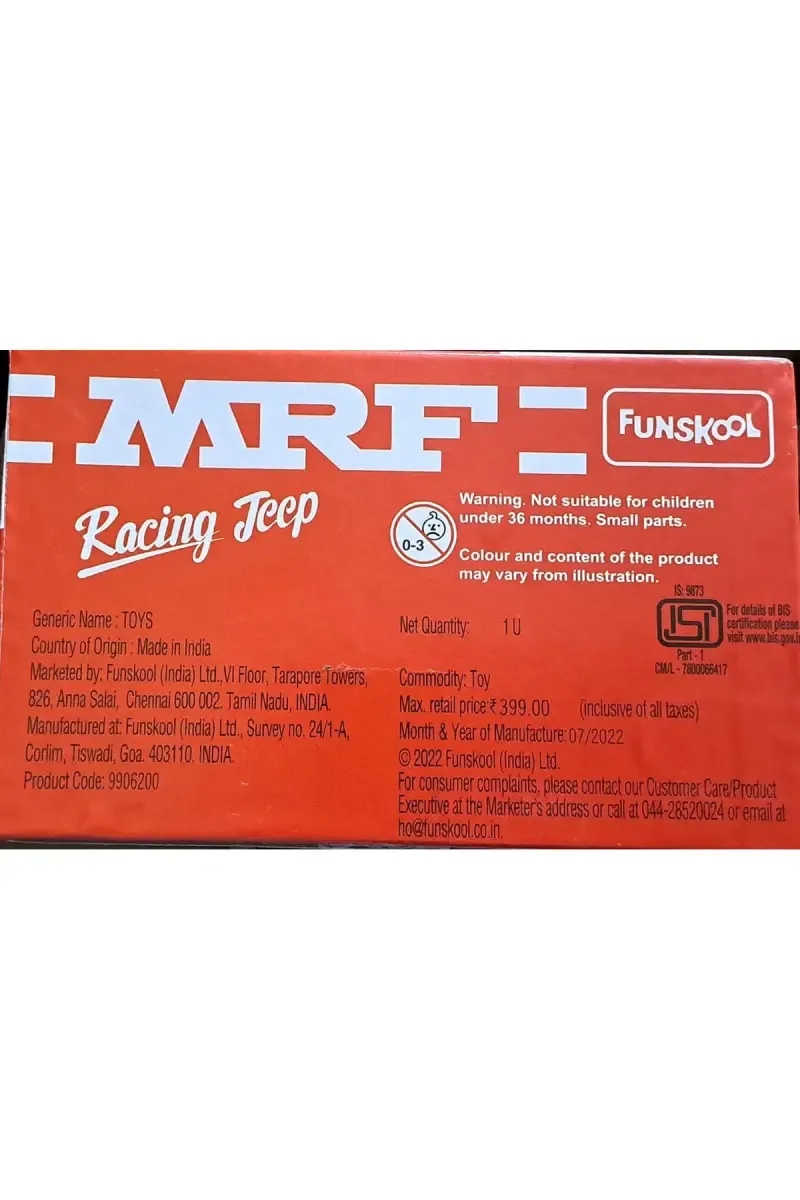 MRF
FUNSKOOL
Racing Jeep
0-3
Warning. Not suitable for children
under 36 months. Small parts.
Colour and content of the product
may vary from illustration.
Generic Name : TOYS
Country of Origin : Made in India
Marketed by: Funskool (India) Ltd.,VI Floor, Tarapore Towers,
826, Anna Salai, Chennai 600 002. Tamil Nadu, INDIA.
Manufactured at: Funskool (India) Ltd., Survey no. 24/1-A,
Corlim, Tiswadi, Goa. 403110. INDIA.
Product Code: 9906200
Net Quantity: 1 U
IS: 9873
ISI
Part - 1
CM/L - 7800066417
For details of BIS
certification please
visit www.bis.gov.i
Commodity: Toy
Max. retail price:₹ 399.00 (inclusive of all taxes)
Month & Year of Manufacture: 07/2022
© 2022 Funskool (India) Ltd.
For consumer complaints, please contact our Customer Care/Product
Executive at the Marketer's address or call at 044-28520024 or email at
ho@funskool.co.in.